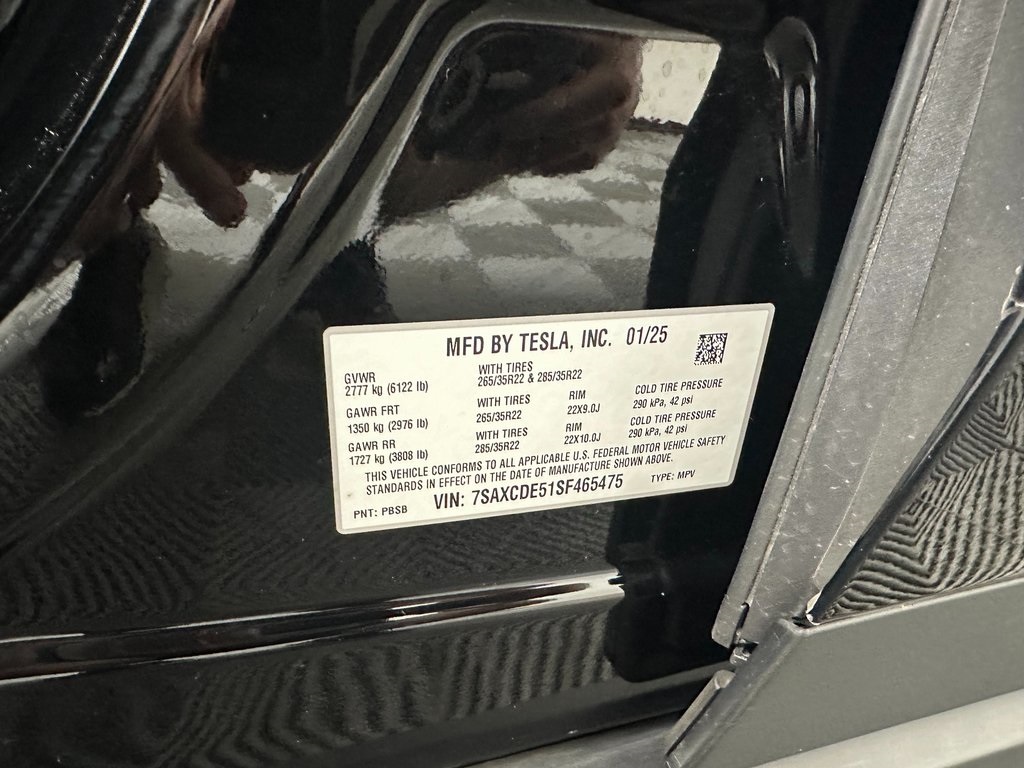 MFD BY TESLA, INC. 01/25
GVWR
2777 kg (6122 lb)
WITH TIRES
265/35R22 & 285/35R22
GAWR FRT
1350 kg (2976 lb)
WITH TIRES
265/35R22
RIM
22X9.0J
COLD TIRE PRESSURE
290 kPa, 42 psi
GAWR RR
1727 kg (3808 lb)
WITH TIRES
285/35R22
RIM
22X10.0J
COLD TIRE PRESSURE
290 kPa, 42 psi
THIS VEHICLE CONFORMS TO ALL APPLICABLE U.S. FEDERAL MOTOR VEHICLE SAFETY
STANDARDS IN EFFECT ON THE DATE OF MANUFACTURE SHOWN ABOVE.
PNT: PBSB VIN: 7SAXCDE51SF465475 TYPE: MPV